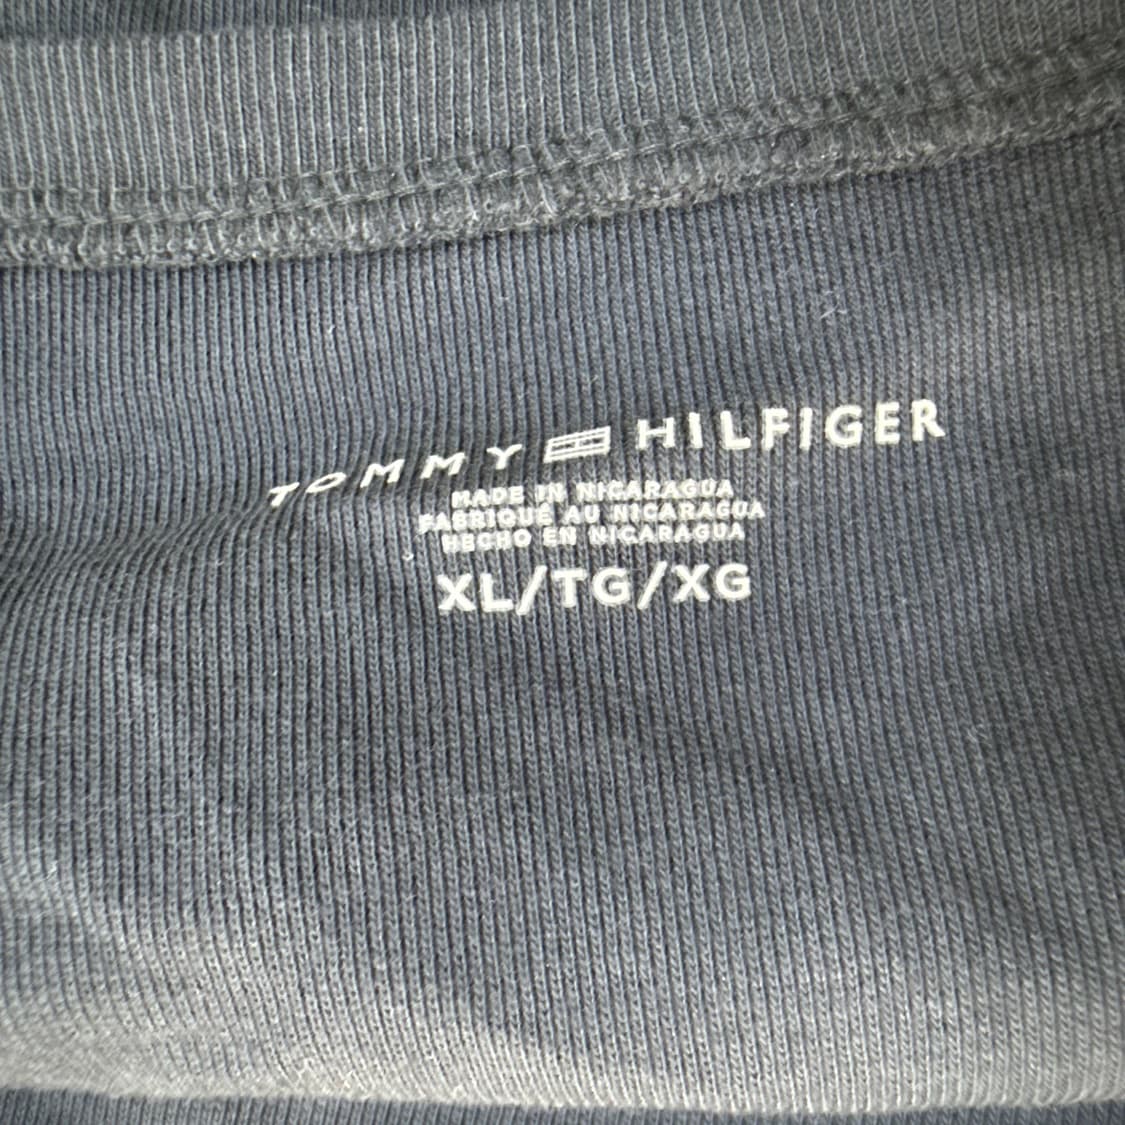 TOMMY HILFIGER
MADE IN NICARAGUA
FABRIQUÉ AU NICARAGUA
HECHO EN NICARAGUA
XL/TG/XG